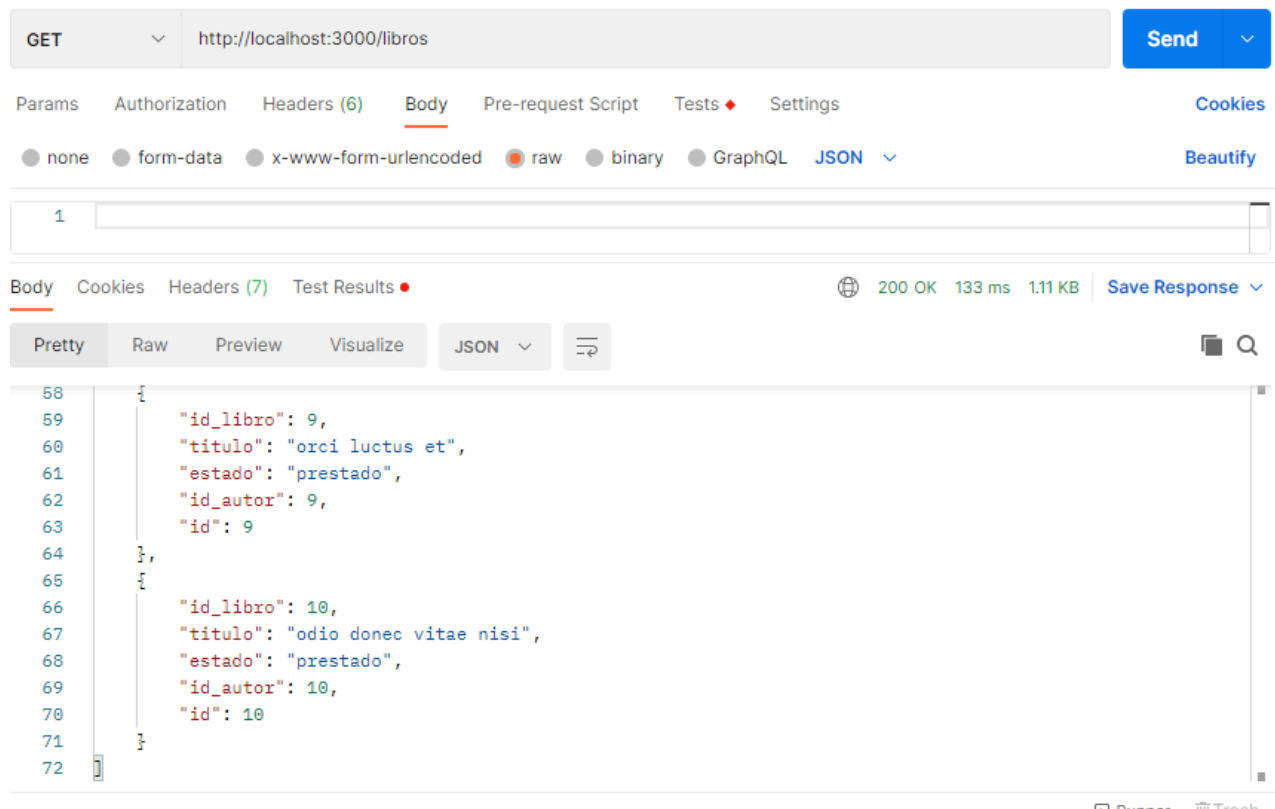 GET http://localhost:3000/libros Send
Params Authorization Headers (6) Body Pre-request Script Tests Settings Cookies
none form-data x-www-form-urlencoded raw binary GraphQL JSON Beautify
1
Body Cookies Headers (7) Test Results 200 OK 133 ms 1.11 KB Save Response
Pretty Raw Preview Visualize JSON
58 {
59 "id_libro": 9,
60 "titulo": "orci luctus et",
61 "estado": "prestado",
62 "id_autor": 9,
63 "id": 9
64 },
65 {
66 "id_libro": 10,
67 "titulo": "odio donec vitae nisi",
68 "estado": "prestado",
69 "id_autor": 10,
70 "id": 10
71 }
72 ]
Trash